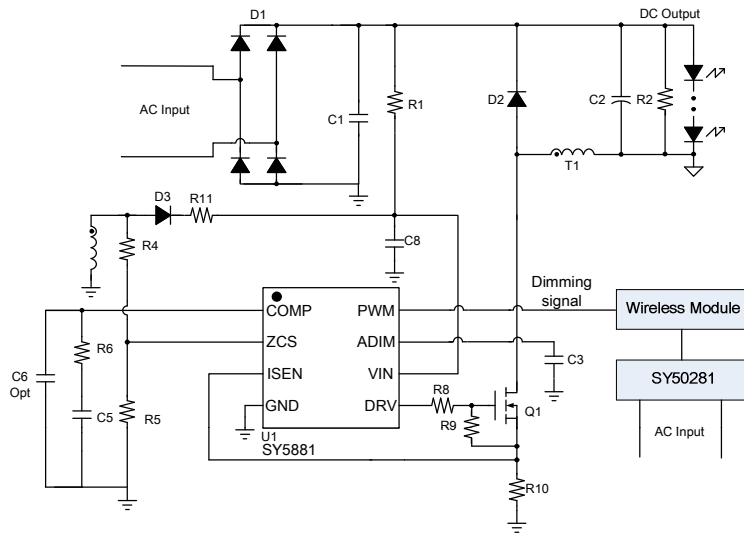 D1
DC Output
AC Input
C1
R1
D2
C2
R2
T1
D3
R11
R4
C8
Dimming
signal
Wireless Module
COMP
PWM
ZCS
ADIM
ISEN
VIN
GND
DRV
R6
C6
Opt
C5
R5
C3
SY50281
R8
R9
Q1
U1
SY5881
AC Input
R10